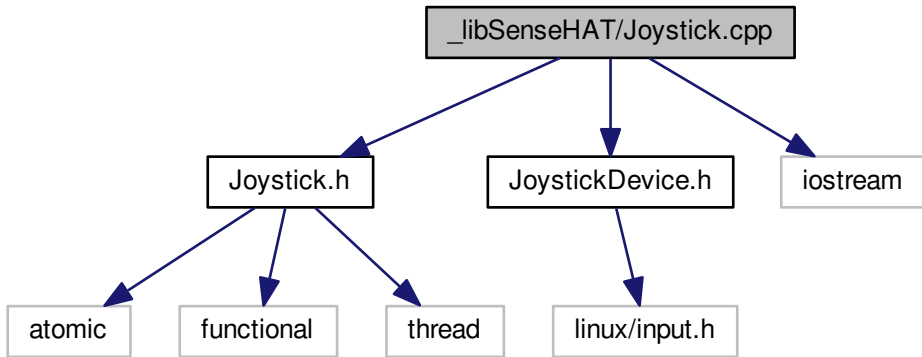 _libSenseHAT/Joystick.cpp
Joystick.h
JoystickDevice.h
iostream
atomic
functional
thread
linux/input.h